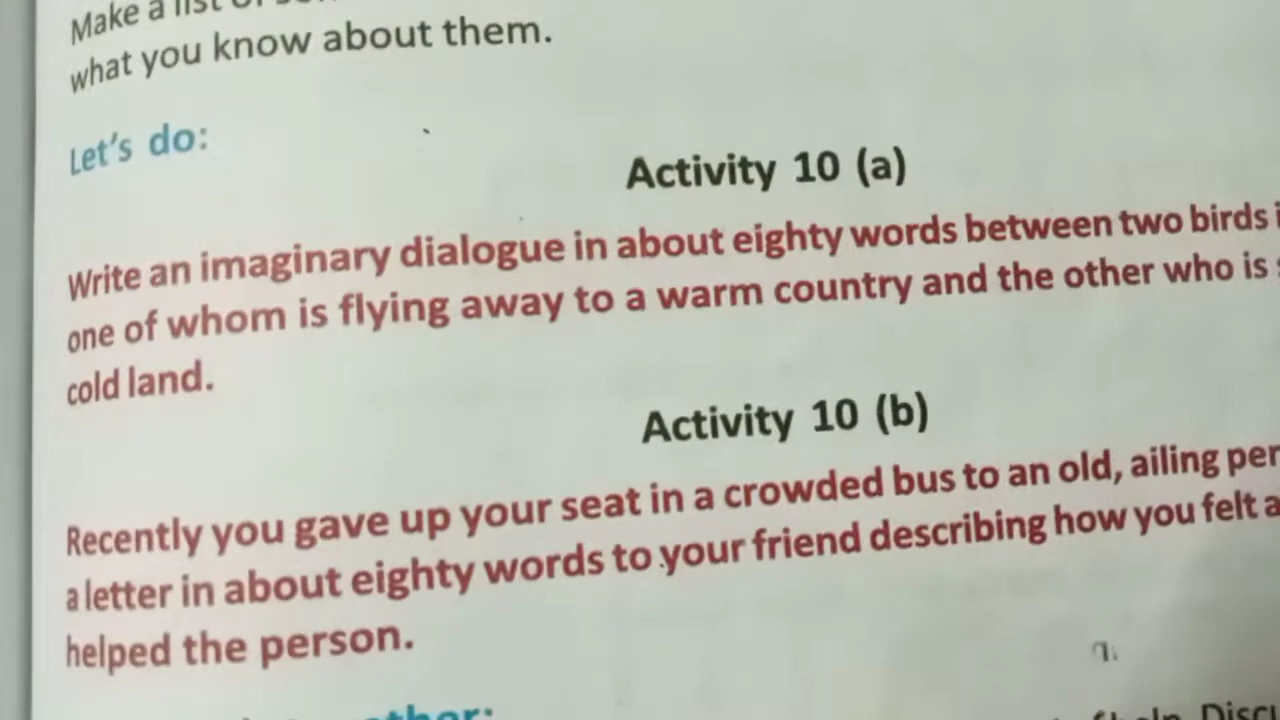 Make a list of
what you know about them.
Let's do:
Activity 10 (a)
Write an imaginary dialogue in about eighty words between two birds
one of whom is flying away to a warm country and the other who is
cold land.
Activity 10 (b)
Recently you gave up your seat in a crowded bus to an old, ailing per
a letter in about eighty words to your friend describing how you felt a
helped the person.